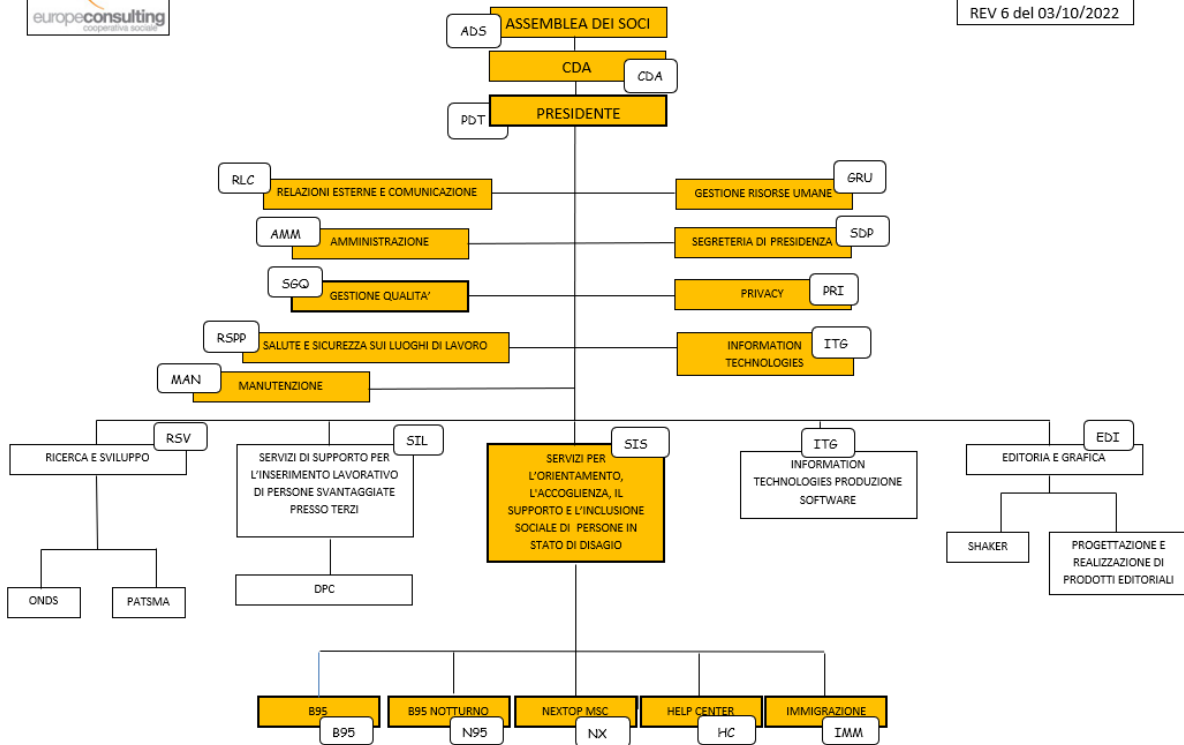 europeconsulting
cooperativa sociale
REV 6 del 03/10/2022
ADS
ASSEMBLEA DEI SOCI
CDA
CDA
PDT
PRESIDENTE
RLC
RELAZIONI ESTERNE E COMUNICAZIONE
GRU
GESTIONE RISORSE UMANE
AMM
AMMINISTRAZIONE
SDP
SEGRETERIA DI PRESIDENZA
SGQ
GESTIONE QUALITA'
PRI
PRIVACY
RSPP
SALUTE E SICUREZZA SUI LUOGHI DI LAVORO
ITG
INFORMATION
TECHNOLOGIES
MAN
MANUTENZIONE
RSV
RICERCA E SVILUPPO
SIL
SERVIZI DI SUPPORTO PER
L'INSERIMENTO LAVORATIVO
DI PERSONE SVANTAGGIATE
PRESSO TERZI
SIS
SERVIZI PER
L'ORIENTAMENTO,
L'ACCOGLIENZA, IL
SUPPORTO E L'INCLUSIONE
SOCIALE DI PERSONE IN
STATO DI DISAGIO
ITG
INFORMATION
TECHNOLOGIES PRODUZIONE
SOFTWARE
EDI
EDITORIA E GRAFICA
ONDS
PATSMA
DPC
SHAKER
PROGETTAZIONE E
REALIZZAZIONE DI
PRODOTTI EDITORIALI
B95
B95
B95 NOTTURNO
N95
NEXTOP MSC
NX
HELP CENTER
HC
IMMIGRAZIONE
IMM